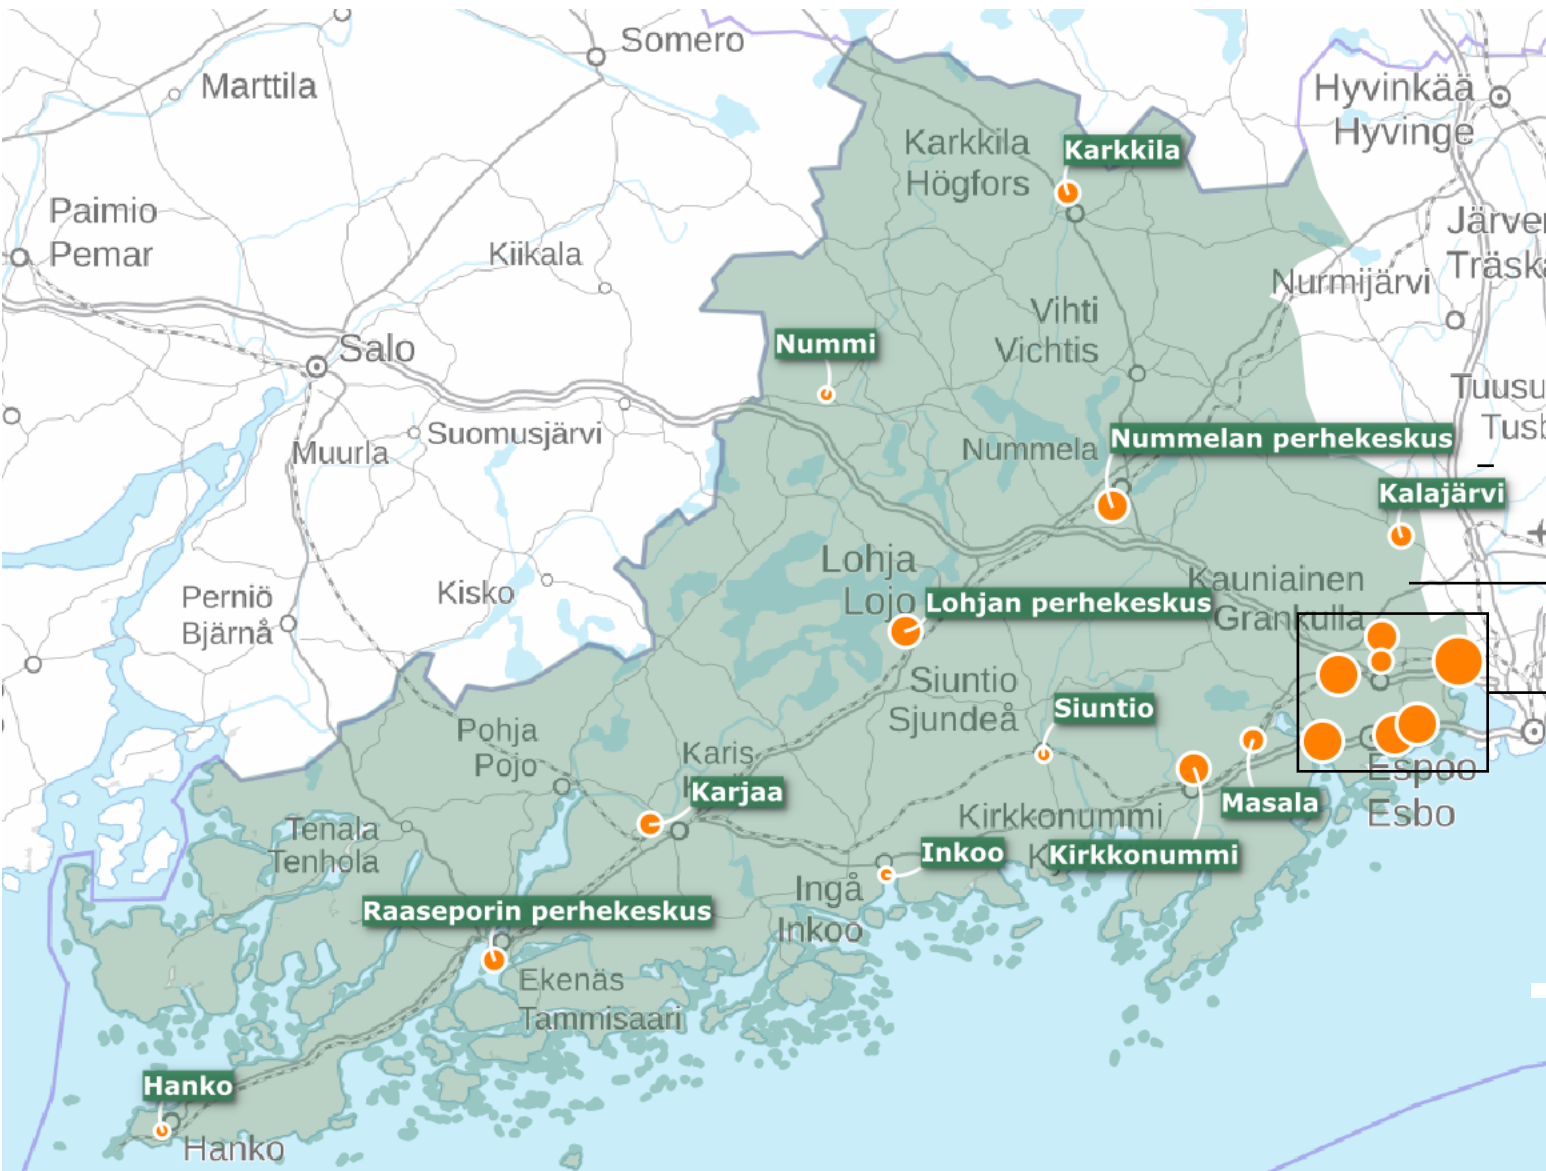 Somero
Marttila
Hyvinkää
Hyvinge
Karkkila
Högfors
Karkkila
Paimio
Pemar
Kiikala
Nurmijärvi
Vihti
Vichtis
Salo
Nummi
Suomusjärvi
Muurla
Nummela
Nummelan perhekeskus
Kalajärvi
Lohja
Lojo
Lohjan perhekeskus
Kauniainen
Grankulla
Perniö
Bjärnå
Kisko
Siuntio
Sjundeå
Siuntio
Pohja
Pojo
Karis
Karjaa
Masala
Espoo
Esbo
Tenala
Tenhola
Kirkkonummi
Kirkkonummi
Inkoo
Ingå
Inkoo
Raaseporin perhekeskus
Ekenäs
Tammisaari
Hanko
Hanko